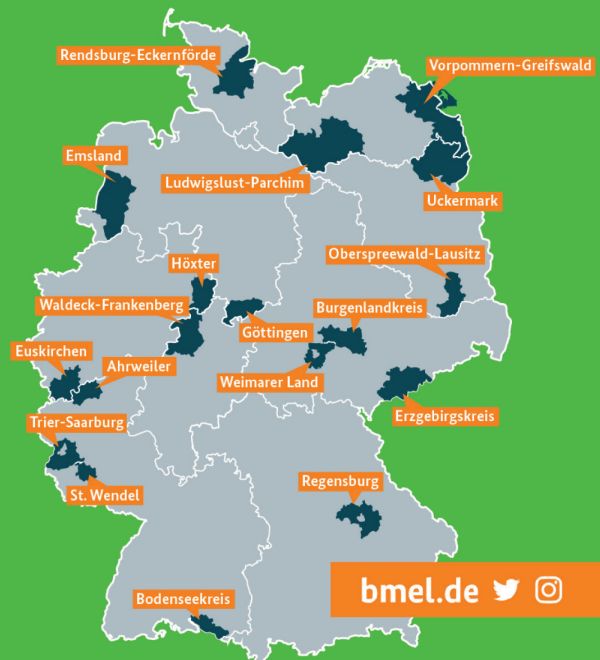 Rendsburg-Eckernförde
Vorpommern-Greifswald
Emsland
Ludwigslust-Parchim
Uckermark
Oberspreewald-Lausitz
Höxter
Waldeck-Frankenberg
Burgenlandkreis
Göttingen
Euskirchen
Ahrweiler
Weimarer Land
Erzgebirgskreis
Trier-Saarburg
Regensburg
St. Wendel
bmel.de
Bodenseekreis